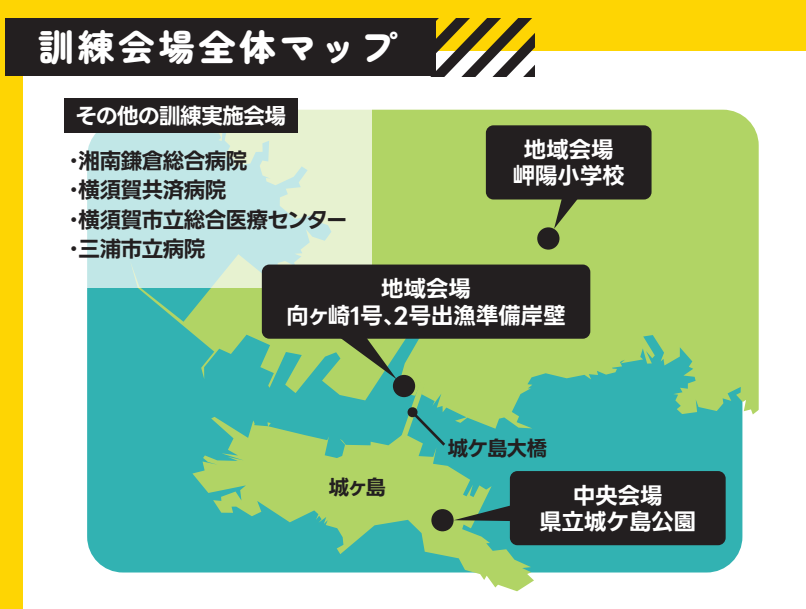 訓練会場全体マップ
その他の訓練実施会場
・湘南鎌倉総合病院
・横須賀共済病院
・横須賀市立総合医療センター
・三浦市立病院
地域会場
岬陽小学校
地域会場
向ヶ崎1号、2号出漁準備岸壁
城ケ島大橋
城ヶ島
中央会場
県立城ケ島公園